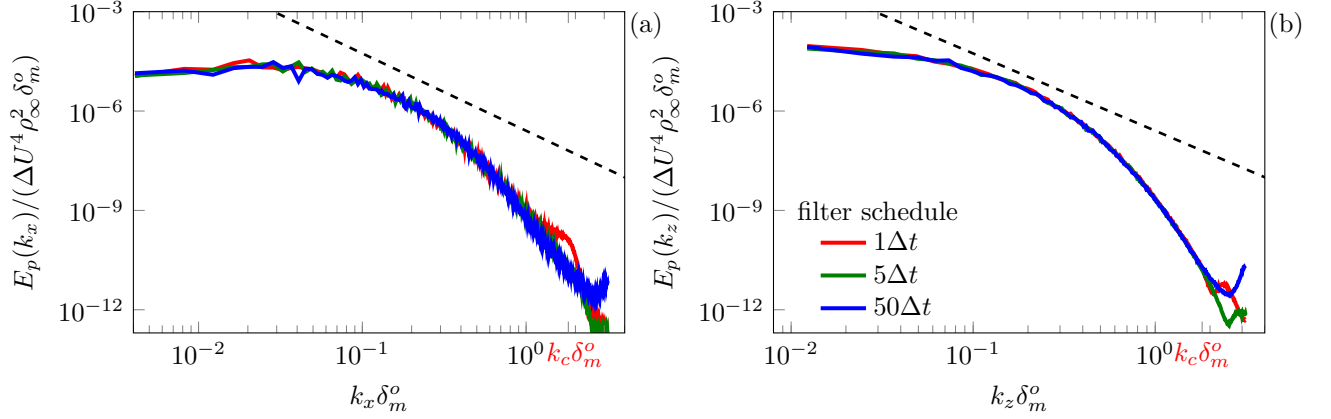 (a)
10^{-3}
10^{-6}
10^{-9}
10^{-12}
E_p(k_x)/(ΔU^4 ρ_∞^2 δ_m^o)
10^{-2}
10^{-1}
10^0
k_c δ_m^o
k_x δ_m^o
(b)
10^{-3}
10^{-6}
10^{-9}
10^{-12}
E_p(k_z)/(ΔU^4 ρ_∞^2 δ_m^o)
filter schedule
1Δt
5Δt
50Δt
10^{-2}
10^{-1}
10^0
k_c δ_m^o
k_z δ_m^o